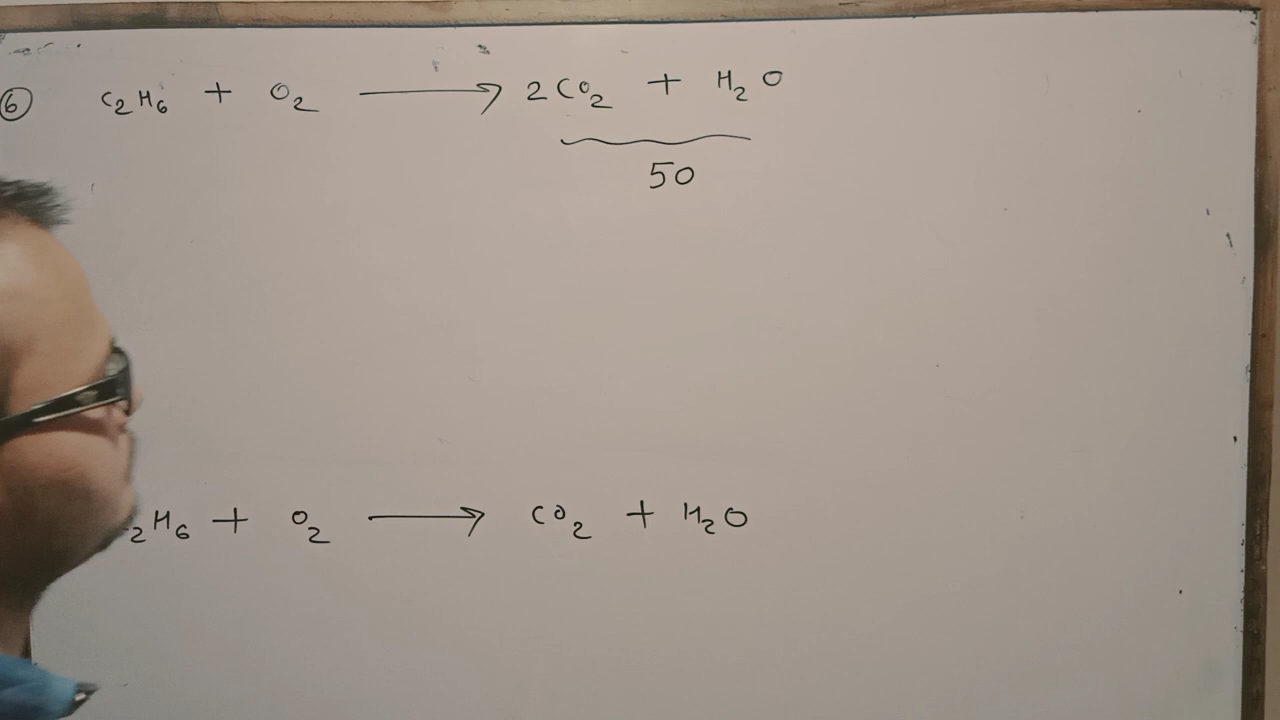 ⑥ C₂H₆ + O₂ ⟶ 2CO₂ + H₂O
50
₂H₆ + O₂ ⟶ CO₂ + H₂O